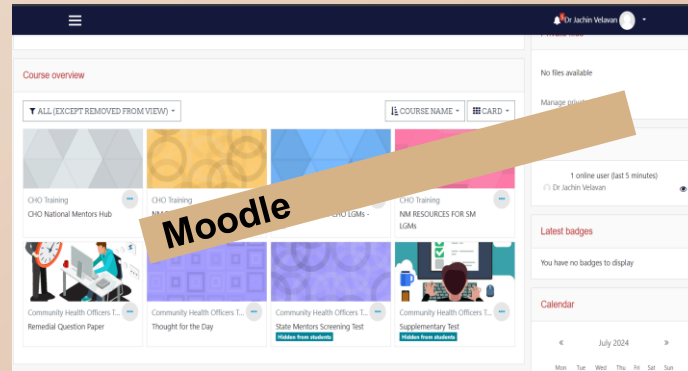 Dr Jachin Velavan
Course overview
No files available
ALL (EXCEPT REMOVED FROM VIEW)
COURSE NAME
CARD
Manage
CHO Training
CHO National Mentors Hub
CHO Training
CHO LGMs -
CHO Training
NM RESOURCES FOR SM
LGMs
Moodle
1 online user (last 5 minutes)
Dr Jachin Velavan
Latest badges
You have no badges to display
Community Health Officers T...
Remedial Question Paper
Community Health Officers T...
Thought for the Day
Community Health Officers T...
State Mentors Screening Test
Hidden from students
Community Health Officers T...
Supplementary Test
Hidden from students
Calendar
« July 2024 »
Mon Tue Wed Thu Fri Sat Sun